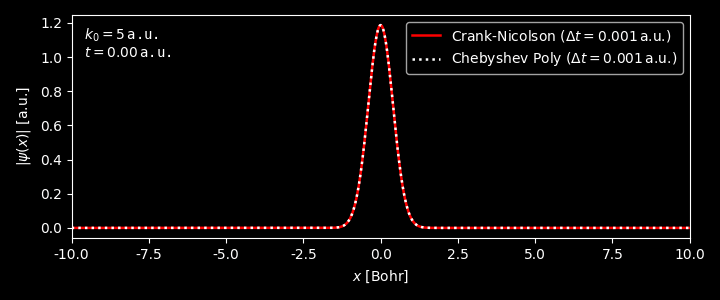 k₀ = 5 a.u.
t = 0.00 a.u.
Crank-Nicolson (Δt = 0.001 a.u.)
Chebyshev Poly (Δt = 0.001 a.u.)
|ψ(x)| [a.u.]
1.2
1.0
0.8
0.6
0.4
0.2
0.0
-10.0 -7.5 -5.0 -2.5 0.0 2.5 5.0 7.5 10.0
x [Bohr]